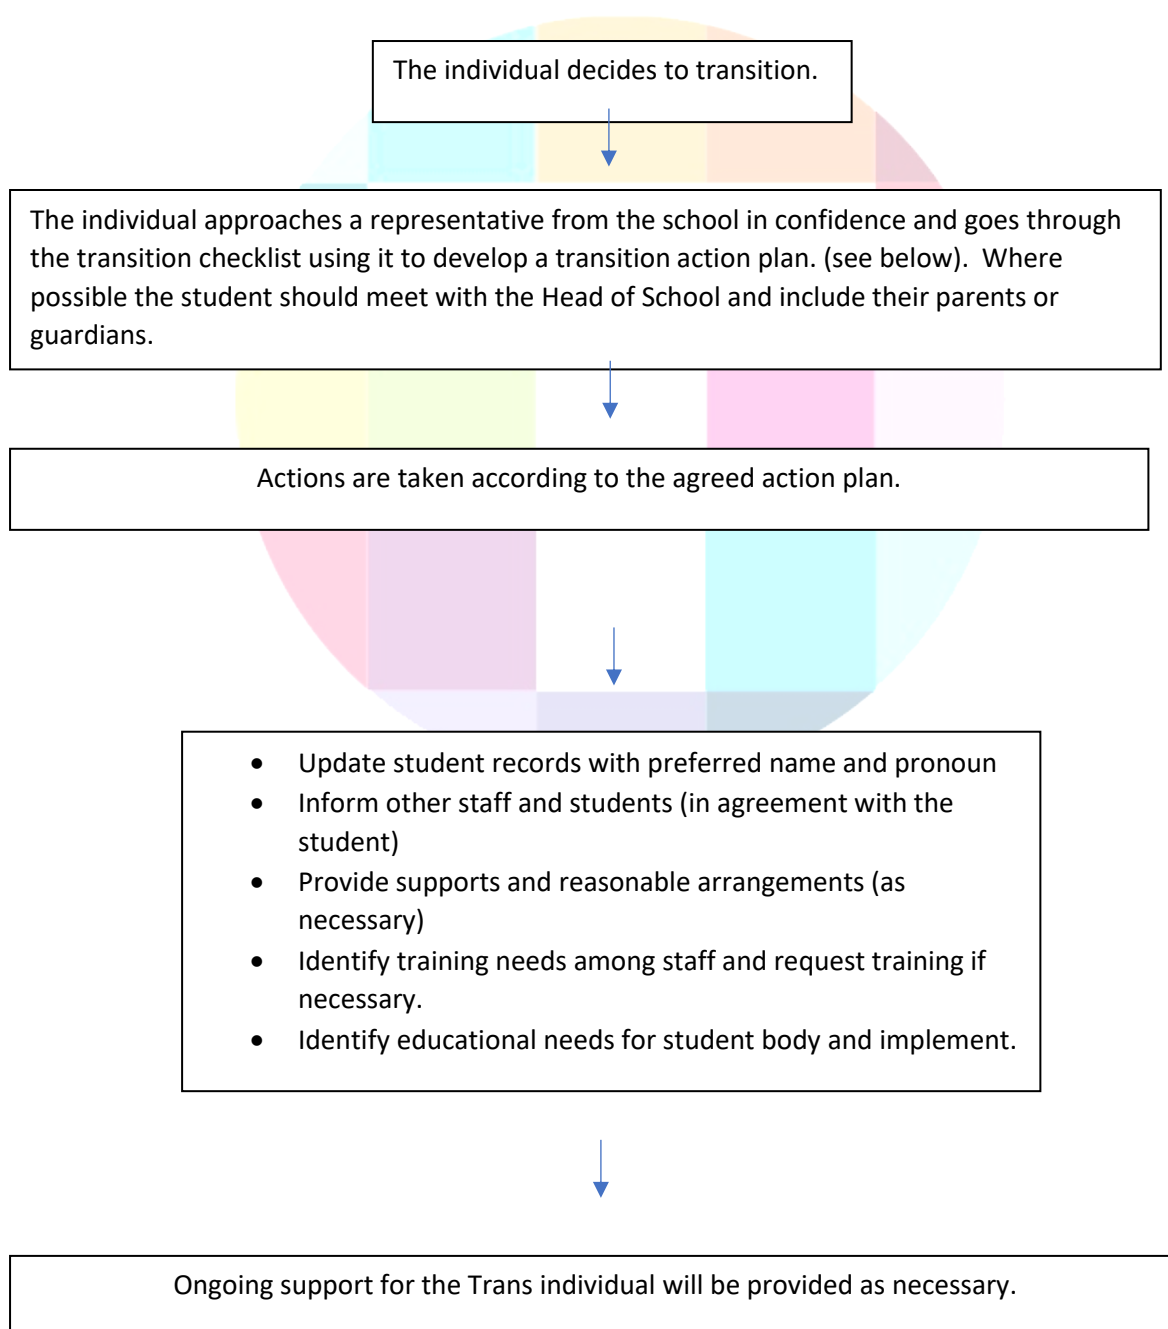 The individual decides to transition.
The individual approaches a representative from the school in confidence and goes through
the transition checklist using it to develop a transition action plan. (see below).  Where
possible the student should meet with the Head of School and include their parents or
guardians.
Actions are taken according to the agreed action plan.
• Update student records with preferred name and pronoun
• Inform other staff and students (in agreement with the
student)
• Provide supports and reasonable arrangements (as
necessary)
• Identify training needs among staff and request training if
necessary.
• Identify educational needs for student body and implement.
Ongoing support for the Trans individual will be provided as necessary.